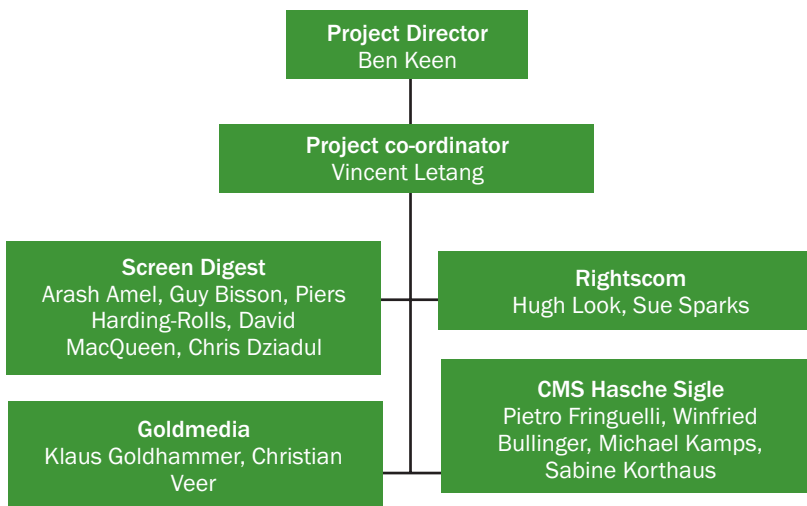 Project Director
Ben Keen
Project co-ordinator
Vincent Letang
Screen Digest
Arash Amel, Guy Bisson, Piers
Harding-Rolls, David
MacQueen, Chris Dziadul
Rightscom
Hugh Look, Sue Sparks
Goldmedia
Klaus Goldhammer, Christian
Veer
CMS Hasche Sigle
Pietro Fringuelli, Winfried
Bullinger, Michael Kamps,
Sabine Korthaus